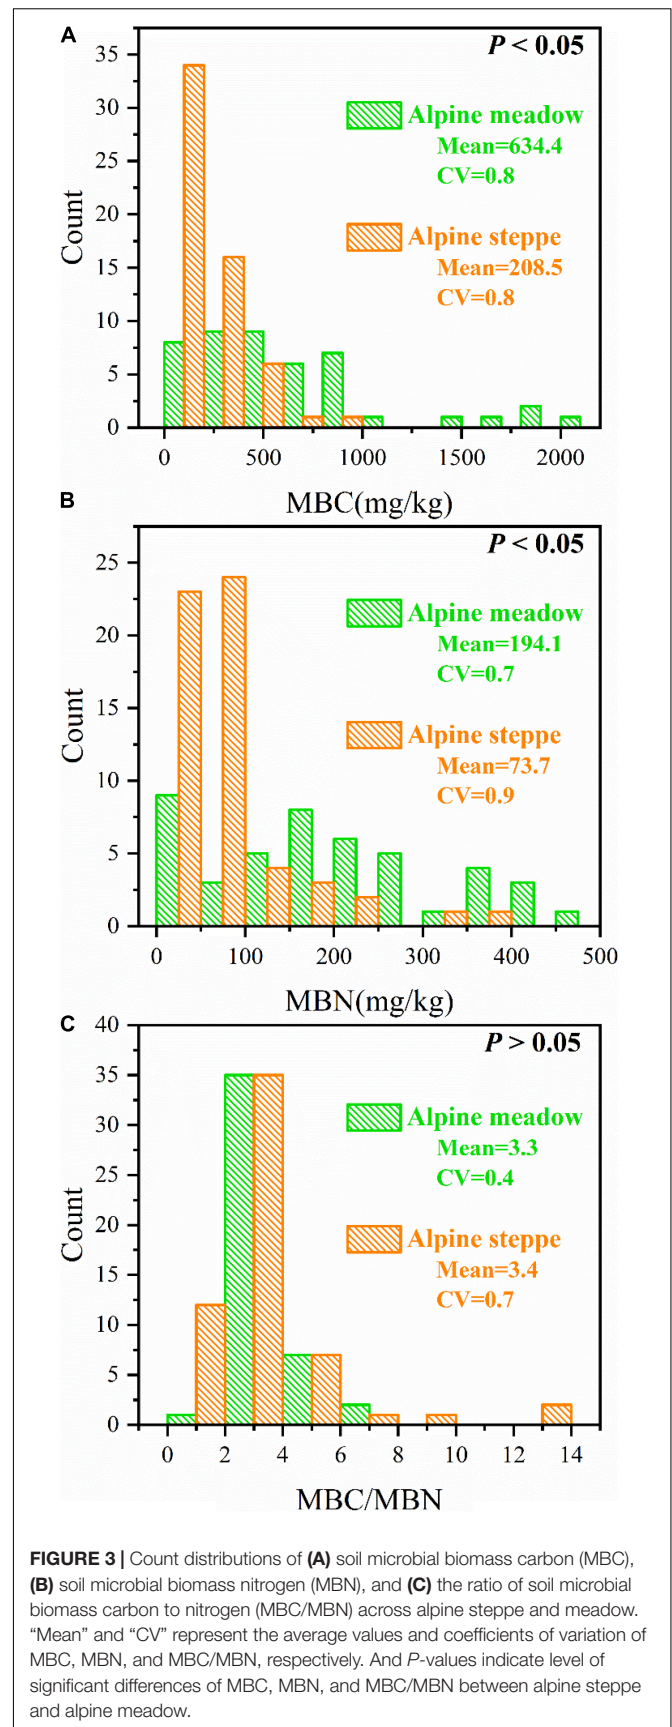 A
P < 0.05
35
30
25
20
15
10
5
0
Count
Alpine meadow
Mean=634.4
CV=0.8
Alpine steppe
Mean=208.5
CV=0.8
0 500 1000 1500 2000
MBC(mg/kg)
B
P < 0.05
25
20
15
10
5
0
Count
Alpine meadow
Mean=194.1
CV=0.7
Alpine steppe
Mean=73.7
CV=0.9
0 100 200 300 400 500
MBN(mg/kg)
C
P > 0.05
40
35
30
25
20
15
10
5
0
Count
Alpine meadow
Mean=3.3
CV=0.4
Alpine steppe
Mean=3.4
CV=0.7
0 2 4 6 8 10 12 14
MBC/MBN
FIGURE 3 | Count distributions of (A) soil microbial biomass carbon (MBC),
(B) soil microbial biomass nitrogen (MBN), and (C) the ratio of soil microbial
biomass carbon to nitrogen (MBC/MBN) across alpine steppe and meadow.
“Mean” and “CV” represent the average values and coefficients of variation of
MBC, MBN, and MBC/MBN, respectively. And P-values indicate level of
significant differences of MBC, MBN, and MBC/MBN between alpine steppe
and alpine meadow.